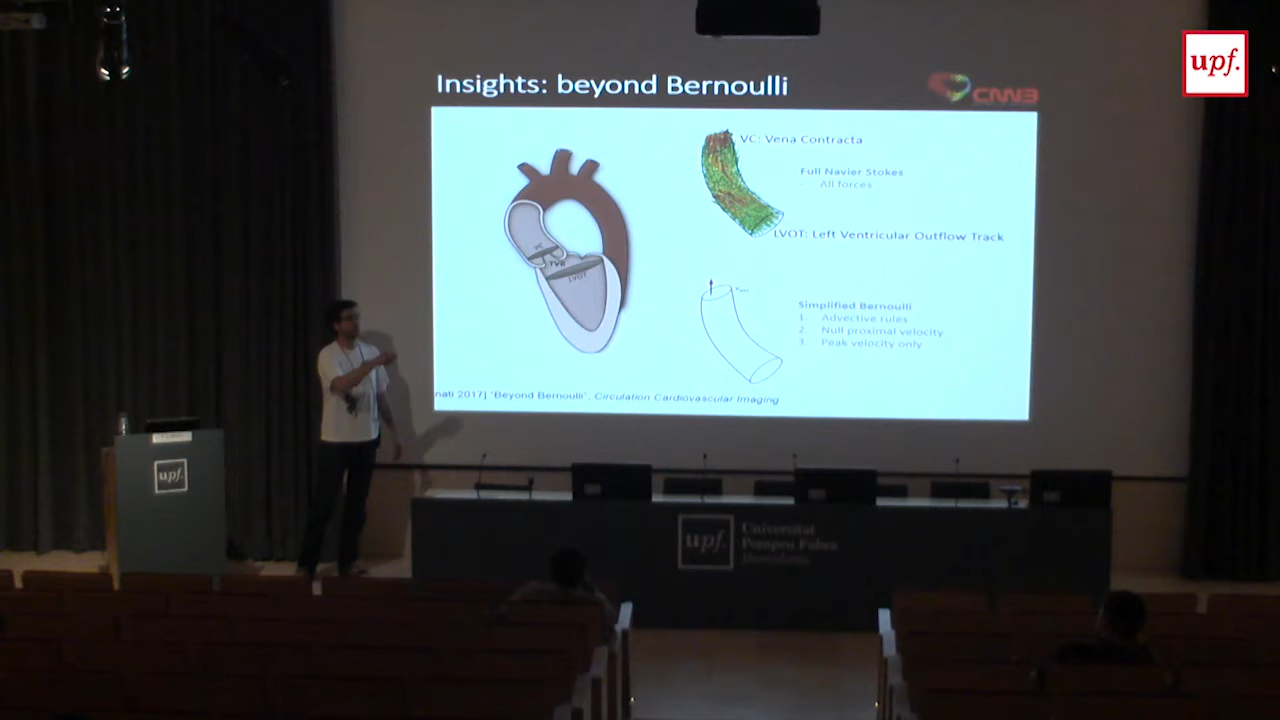 upf.
Insights: beyond Bernoulli
VC: Vena Contracta
Full Navier Stokes
- All forces
LVOT: Left Ventricular Outflow Track
VC
TVB
LVOT
Simplified Bernoulli
1. Advective rules
2. Null proximal velocity
3. Peak velocity only
nati 2017] "Beyond Bernoulli", Circulation Cardiovascular Imaging
upf.
upf.
Universitat
Pompeu Fabra
Barcelona